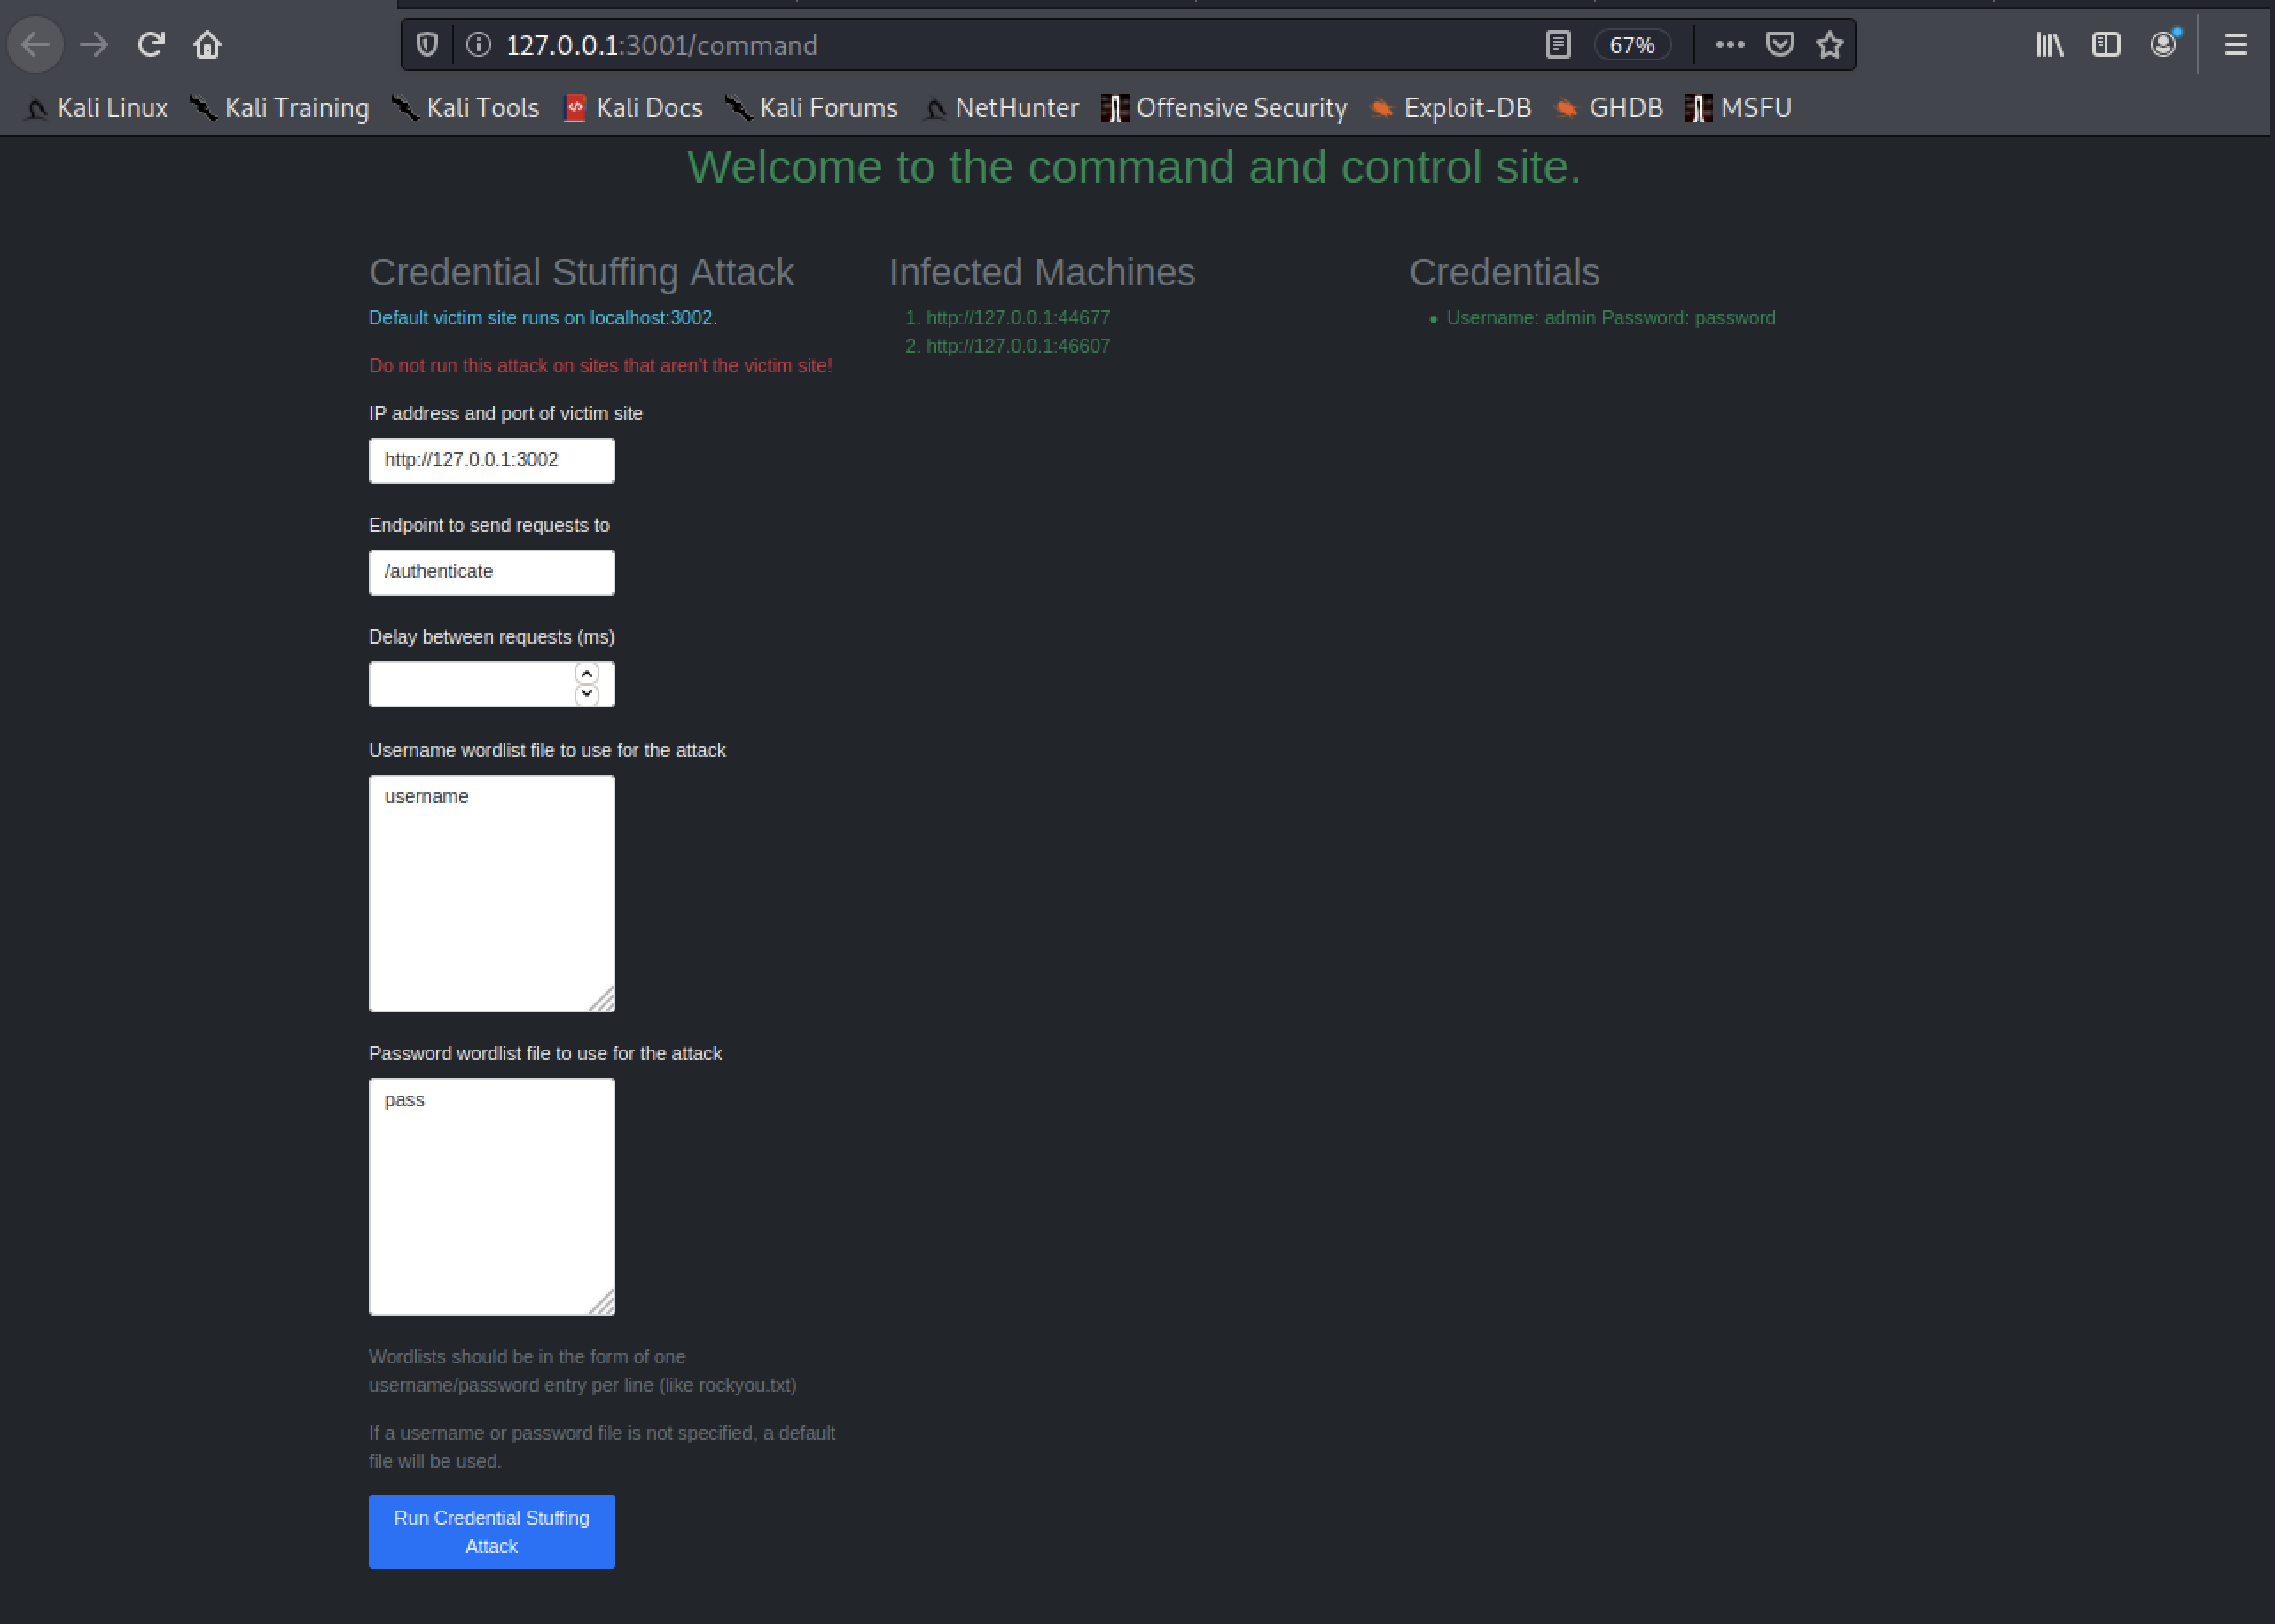 127.0.0.1:3001/command
67%
Kali Linux Kali Training Kali Tools Kali Docs Kali Forums NetHunter Offensive Security Exploit-DB GHDB MSFU
Welcome to the command and control site.
Credential Stuffing Attack
Default victim site runs on localhost:3002.
Do not run this attack on sites that aren't the victim site!
IP address and port of victim site
http://127.0.0.1:3002
Endpoint to send requests to
/authenticate
Delay between requests (ms)
Username wordlist file to use for the attack
username
Password wordlist file to use for the attack
pass
Wordlists should be in the form of one
username/password entry per line (like rockyou.txt)
If a username or password file is not specified, a default
file will be used.
Run Credential Stuffing
Attack
Infected Machines
1. http://127.0.0.1:44677
2. http://127.0.0.1:46607
Credentials
• Username: admin Password: password